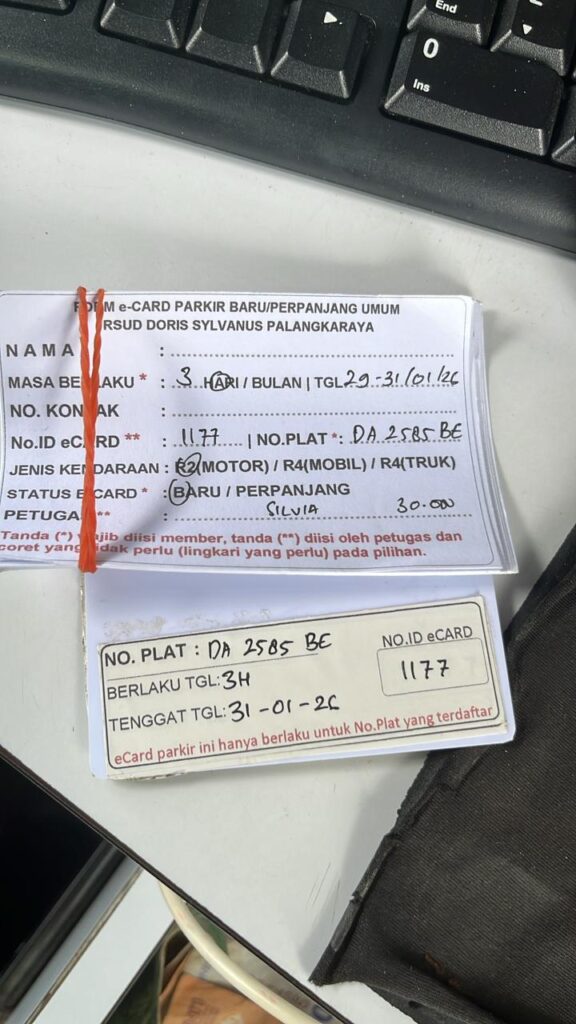 End
0
Ins
FORM e-CARD PARKIR BARU/PERPANJANG UMUM
RSUD DORIS SYLVANUS PALANGKARAYA
NAMA :
MASA BERLAKU * : 3 HARI / BULAN | TGL 29-31/01/26
NO. KONTAK :
No.ID eCARD ** : 1177 | NO.PLAT *: DA 2585 BE
JENIS KENDARAAN : R2(MOTOR) / R4(MOBIL) / R4(TRUK)
STATUS ECARD * : BARU / PERPANJANG
PETUGAS ** : SILVIA 30.000
Tanda (*) wajib diisi member, tanda (**) diisi oleh petugas dan
coret yang tidak perlu (lingkari yang perlu) pada pilihan.
NO. PLAT : DA 2585 BE
NO.ID eCARD
1177
BERLAKU TGL: 3H
TENGGAT TGL: 31-01-26
eCard parkir ini hanya berlaku untuk No.Plat yang terdaftar